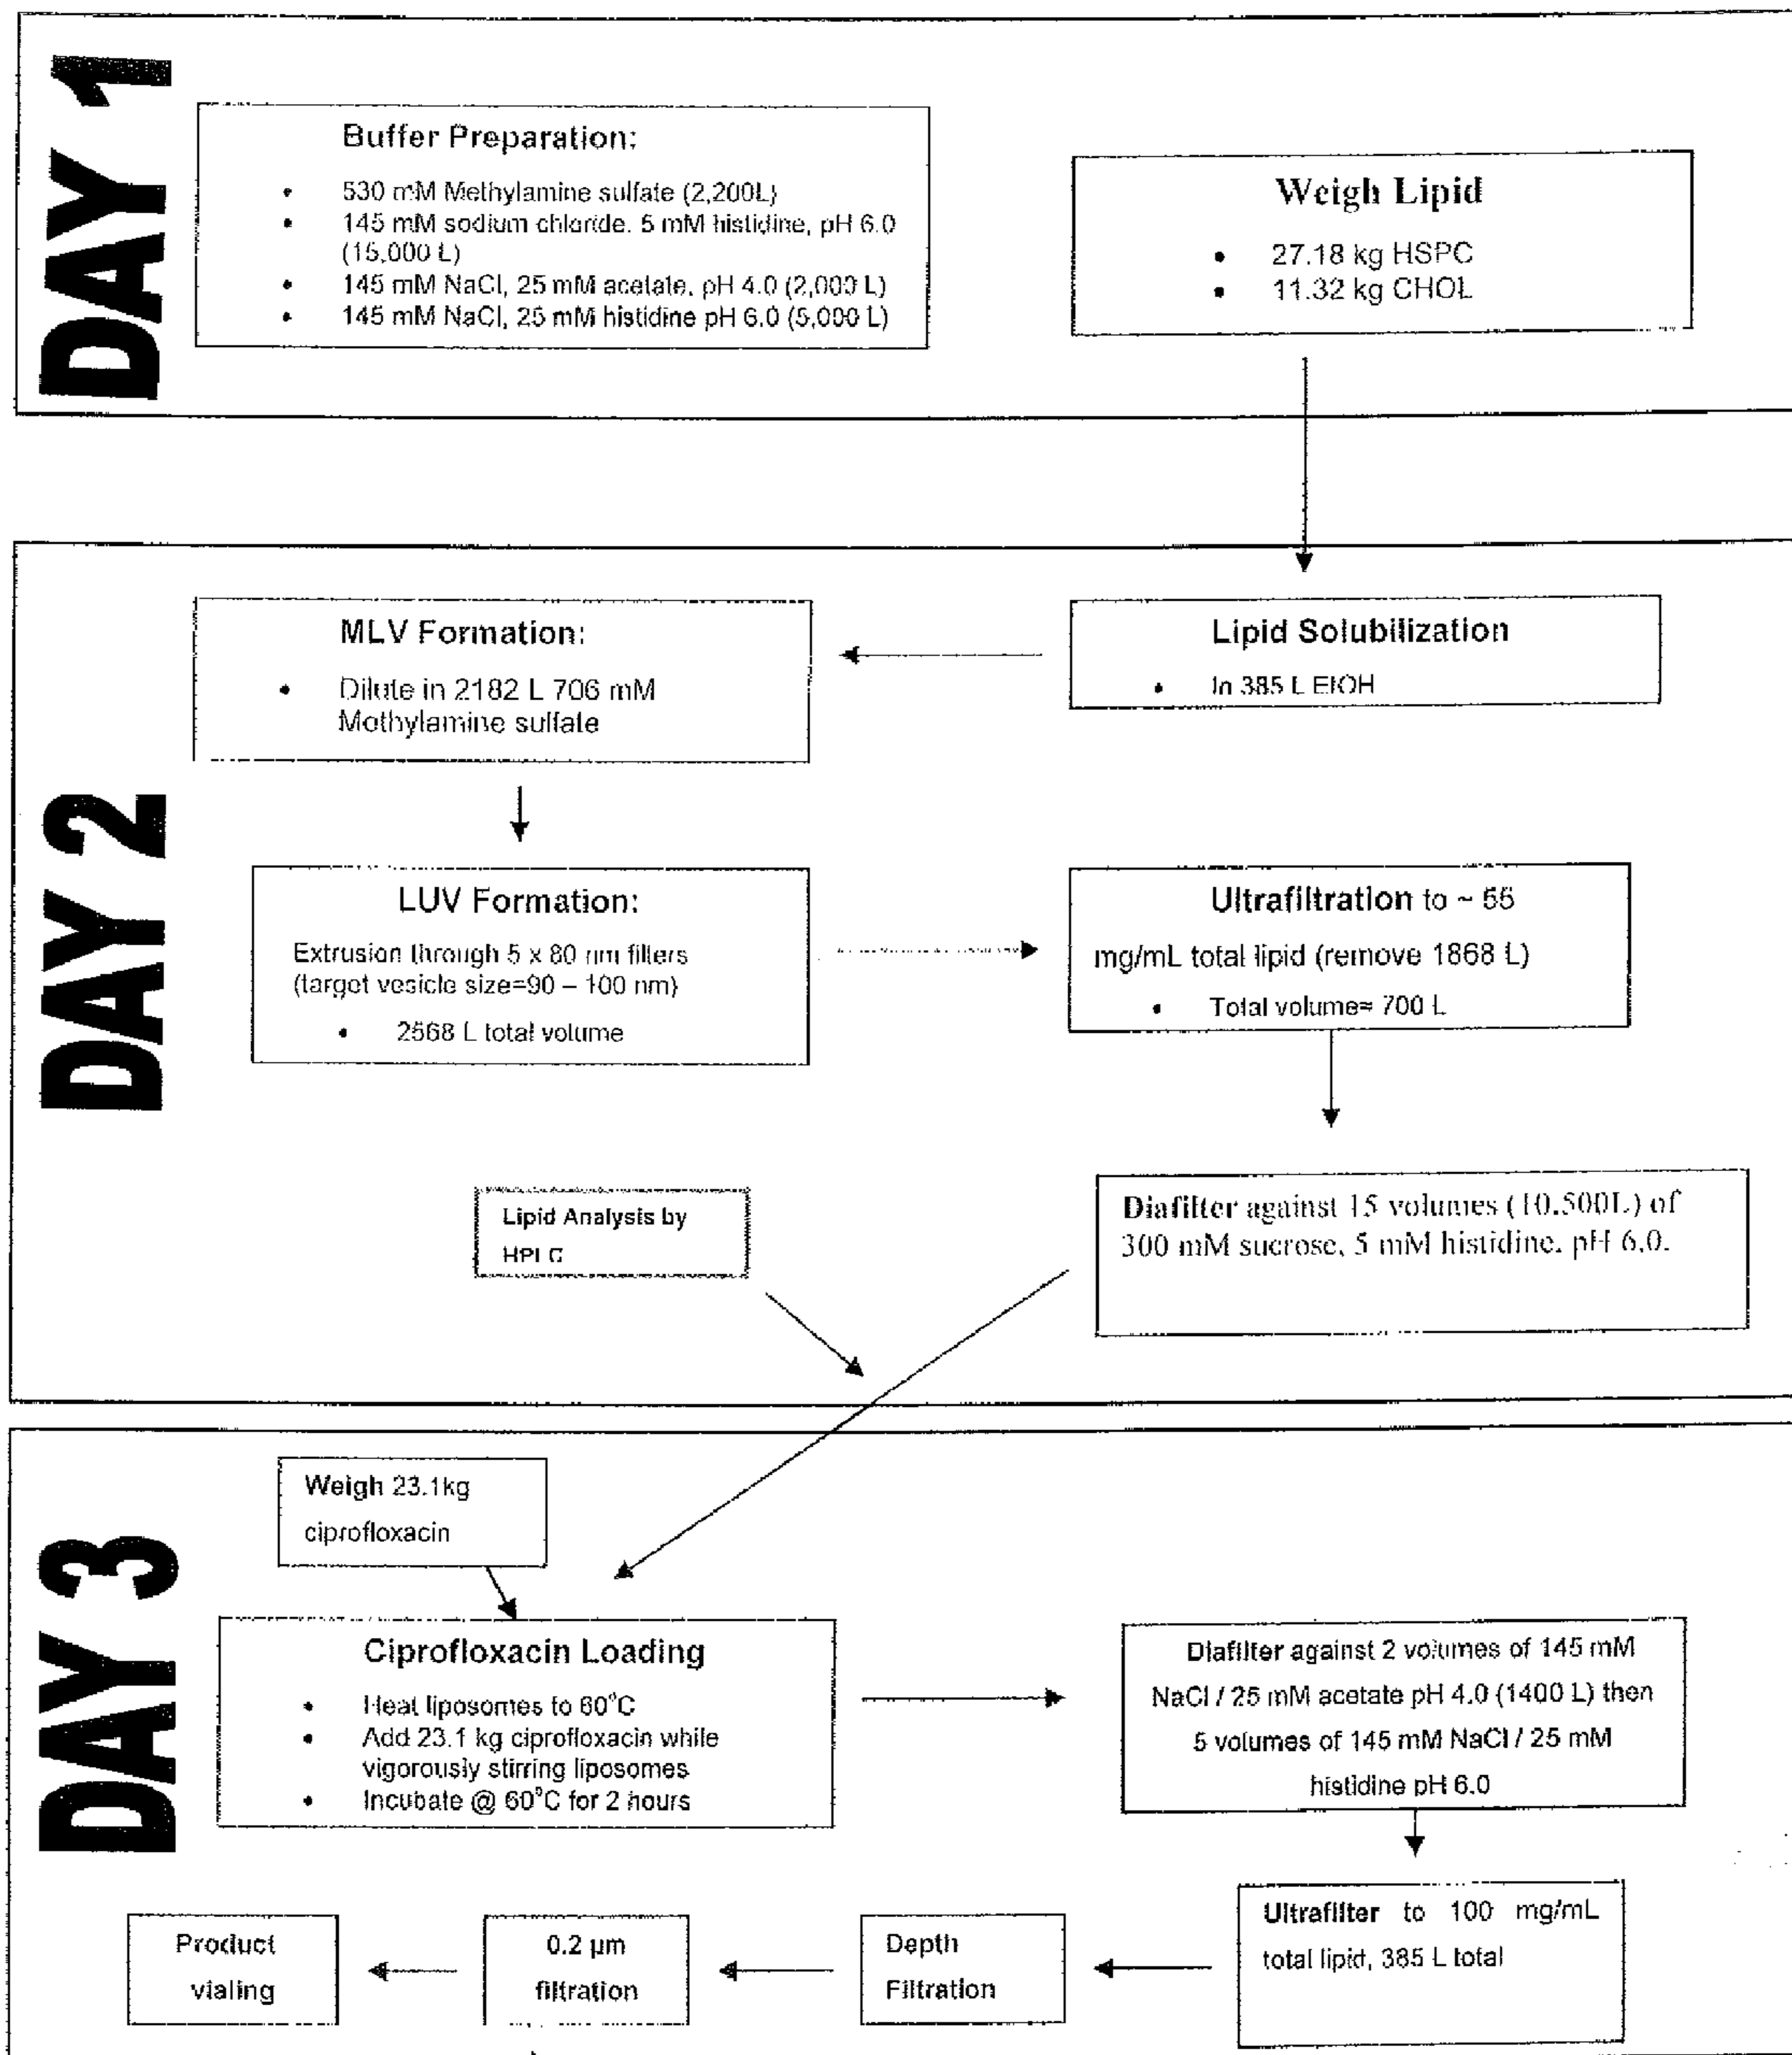 DAY 1
Buffer Preparation:
• 530 mM Methylamine sulfate (2,200L)
• 145 mM sodium chloride, 5 mM histidine, pH 6.0
(15,000 L)
• 145 mM NaCl, 25 mM acetate, pH 4.0 (2,000 L)
• 145 mM NaCl, 25 mM histidine pH 6.0 (5,000 L)
Weigh Lipid
• 27.18 kg HSPC
• 11.32 kg CHOL
DAY 2
Lipid Solubilization
• In 385 L EtOH
MLV Formation:
• Dilute in 2182 L 706 mM
Methylamine sulfate
LUV Formation:
Extrusion through 5 x 80 nm filters
(target vesicle size=90 – 100 nm)
• 2568 L total volume
Ultrafiltration to ~ 55
mg/mL total lipid (remove 1868 L)
• Total volume= 700 L
Diafilter against 15 volumes (10,500L) of
300 mM sucrose, 5 mM histidine, pH 6.0.
Lipid Analysis by
HPLC
DAY 3
Weigh 23.1kg
ciprofloxacin
Ciprofloxacin Loading
• Heat liposomes to 60°C
• Add 23.1 kg ciprofloxacin while
vigorously stirring liposomes
• Incubate @ 60°C for 2 hours
Diafilter against 2 volumes of 145 mM
NaCl / 25 mM acetate pH 4.0 (1400 L) then
5 volumes of 145 mM NaCl / 25 mM
histidine pH 6.0
Ultrafilter to 100 mg/mL
total lipid, 385 L total
Depth
Filtration
0.2 µm
filtration
Product
vialing